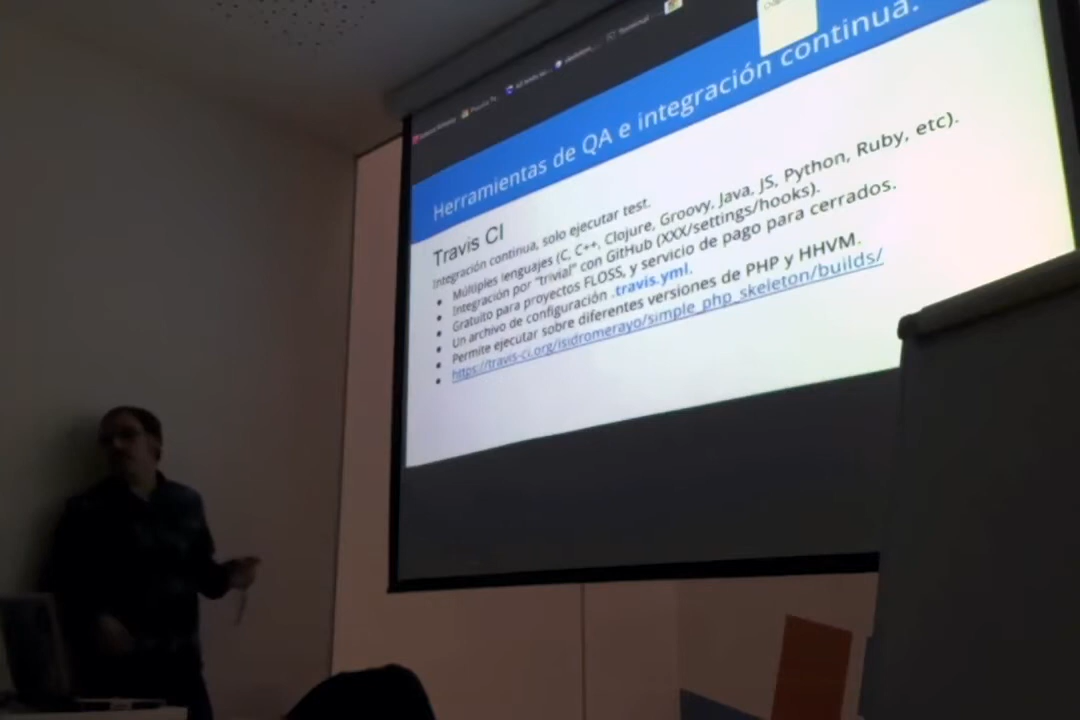 Herramientas de QA e integración continua.
Travis CI
Integración continua, solo ejecutar test.
● Múltiples lenguajes (C, C++, Clojure, Groovy, Java, JS, Python, Ruby, etc).
● Integración por "trivial" con GitHub (XXX/settings/hooks).
● Gratuito para proyectos FLOSS, y servicio de pago para cerrados.
● Un archivo de configuración .travis.yml.
● Permite ejecutar sobre diferentes versiones de PHP y HHVM.
● https://travis-ci.org/isidromerayo/simple_php_skeleton/builds/